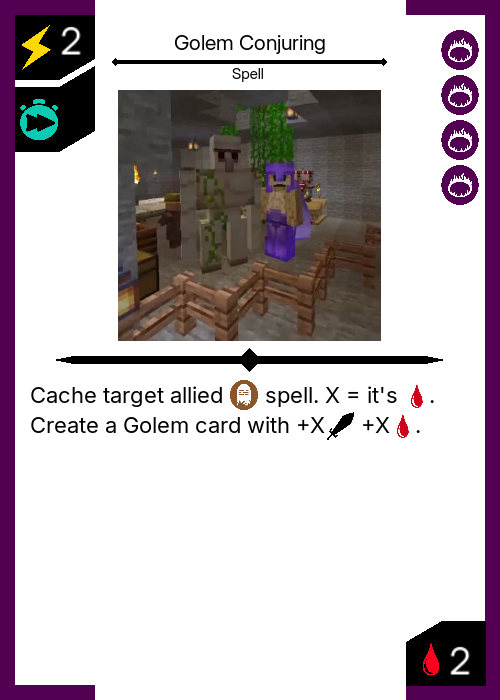 2
Golem Conjuring
Spell
Cache target allied spell. X = it's .
Create a Golem card with +X +X .
2